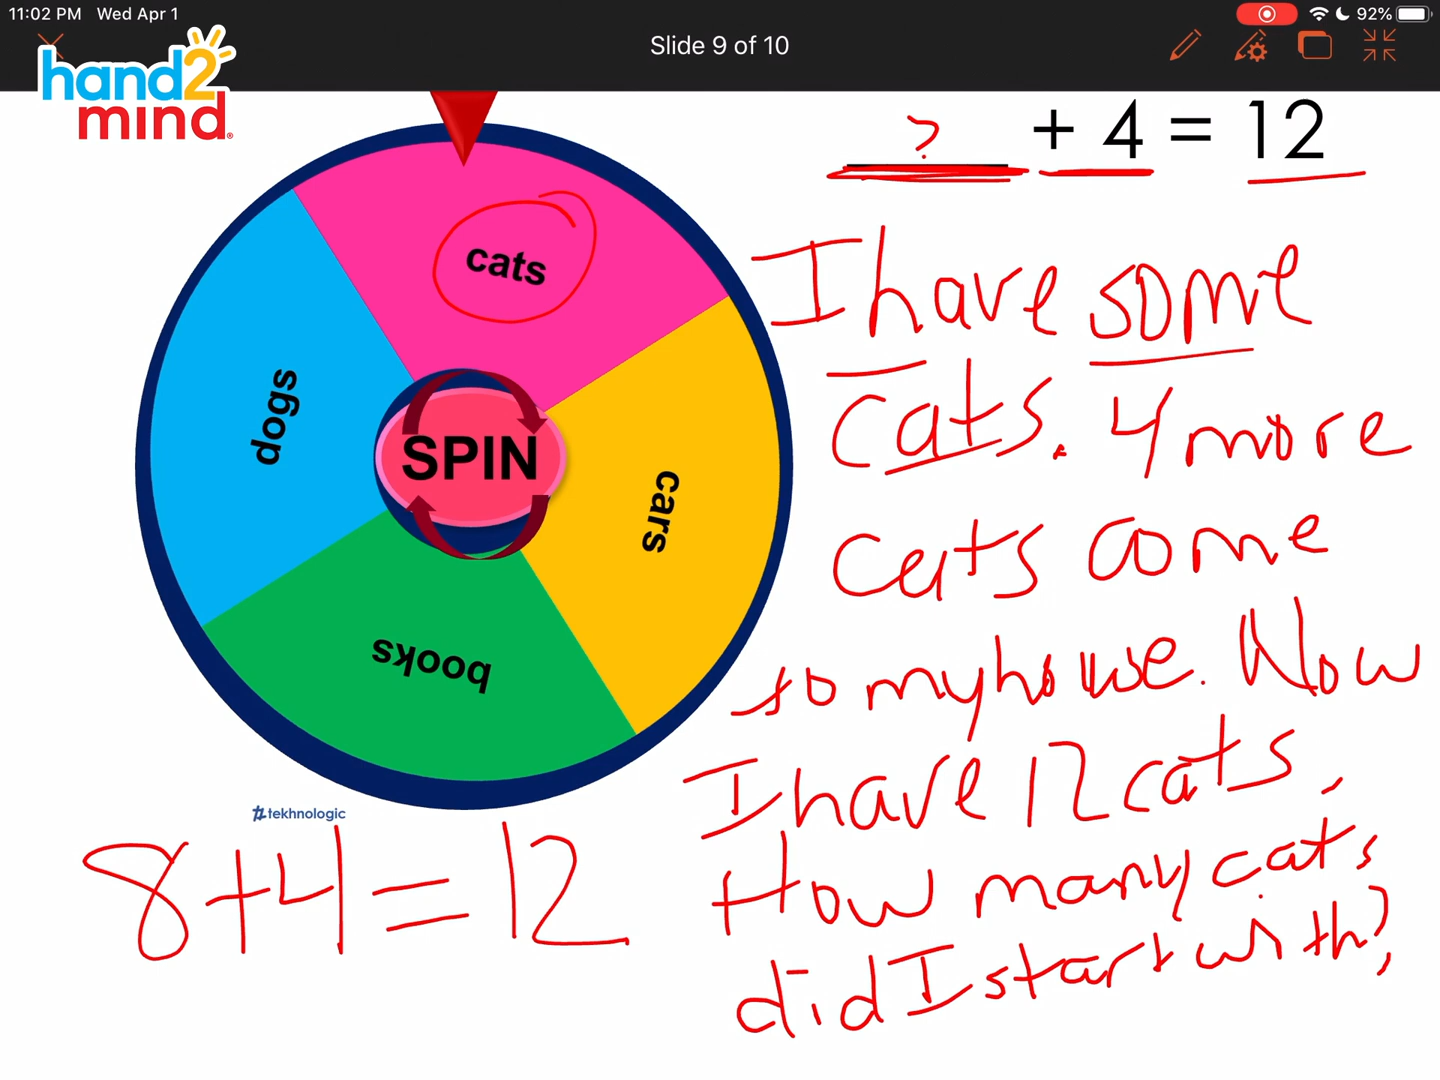 11:02 PM Wed Apr 1
92%
Slide 9 of 10
hand2
mind
? + 4 = 12
cats
dogs
SPIN
cars
books
tekhnologic
I have some
cats. 4 more
cats come
to my house. Now
I have 12 cats.
How many cats
did I start with?
8+4=12